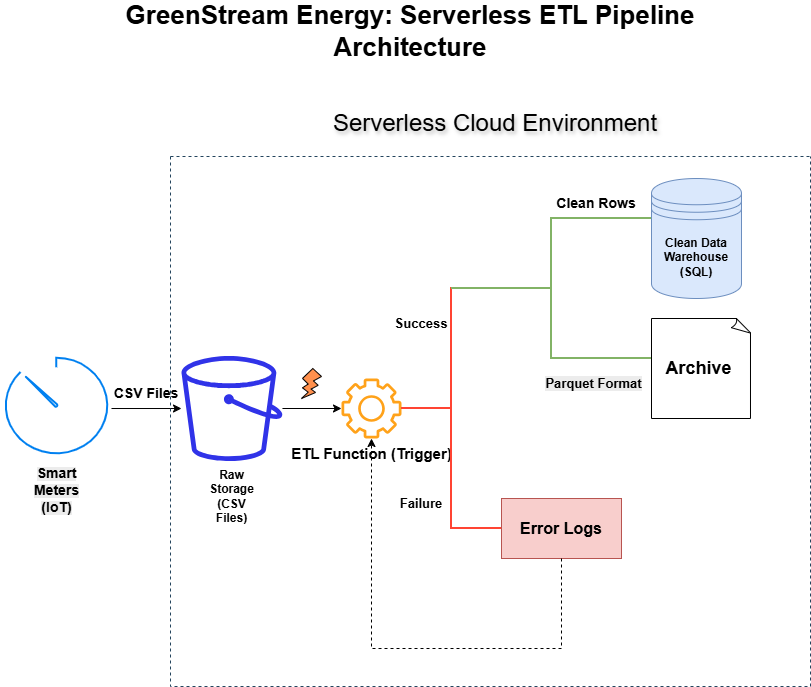 GreenStream Energy: Serverless ETL Pipeline
Architecture
Serverless Cloud Environment
Clean Rows
Clean Data
Warehouse
(SQL)
Success
Archive
Parquet Format
CSV Files
ETL Function (Trigger)
Smart
Meters
(IoT)
Raw
Storage
(CSV
Files)
Failure
Error Logs